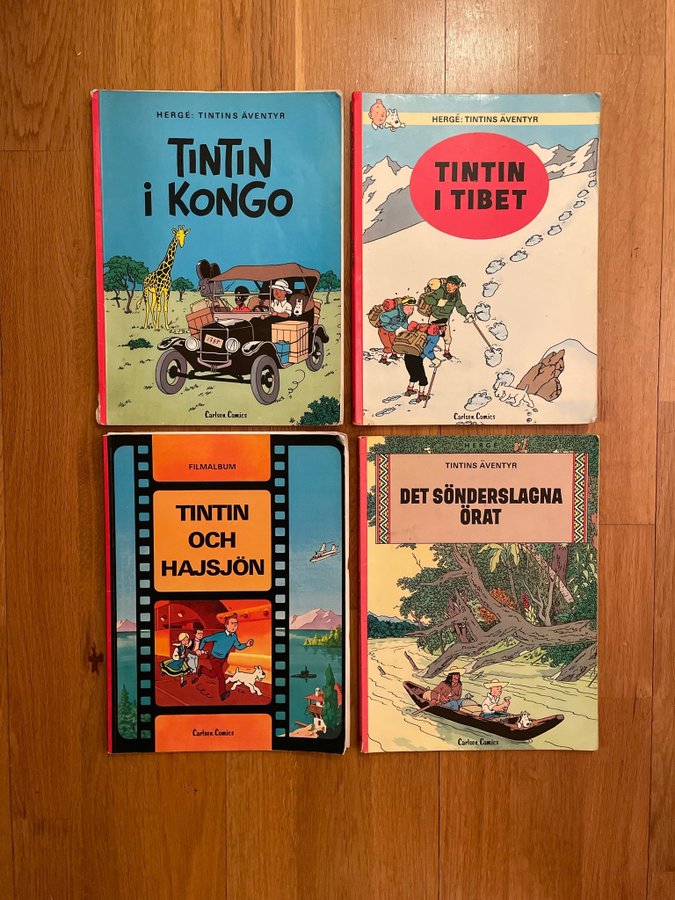 HERGÉ: TINTINS ÄVENTYR
TINTIN
i KONGO
Carlsen Comics
HERGÉ: TINTINS ÄVENTYR
TINTIN
I TIBET
Carlsen Comics
FILMALBUM
TINTIN
OCH
HAJSJÖN
Carlsen Comics
HERGÉ
TINTINS ÄVENTYR
DET SÖNDERSLAGNA
ÖRAT
Carlsen Comics